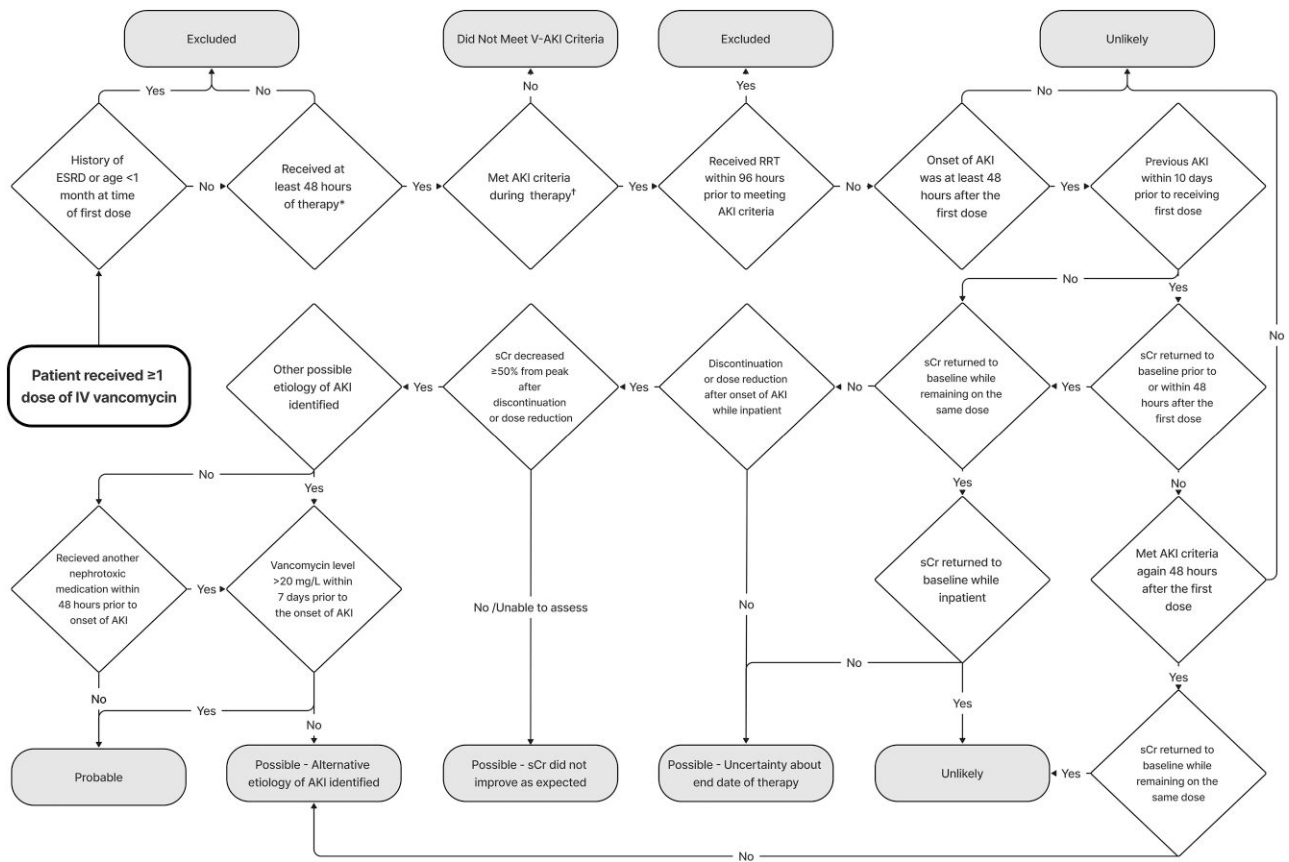 Excluded
Did Not Meet V-AKI Criteria
Excluded
Unlikely
Yes
No
No
Yes
No
History of
ESRD or age <1
month at time
of first dose
No
Received at
least 48 hours
of therapy*
Yes
Met AKI criteria
during therapy†
Yes
Received RRT
within 96 hours
prior to meeting
AKI criteria
No
Onset of AKI
was at least 48
hours after the
first dose
Yes
Previous AKI
within 10 days
prior to receiving
first dose
No
Yes
Patient received ≥1
dose of IV vancomycin
Other possible
etiology of AKI
identified
Yes
sCr decreased
≥50% from peak
after
discontinuation
or dose reduction
Yes
Discontinuation
or dose reduction
after onset of AKI
while inpatient
No
sCr returned to
baseline while
remaining on the
same dose
Yes
sCr returned to
baseline prior to
or within 48
hours after the
first dose
No
No
Yes
Yes
No
Recieved another
nephrotoxic
medication within
48 hours prior to
onset of AKI
Yes
Vancomycin level
>20 mg/L within
7 days prior to
the onset of AKI
No /Unable to assess
No
sCr returned to
baseline while
inpatient
Met AKI criteria
again 48 hours
after the first
dose
No
Yes
No
Yes
No
Yes
Probable
Possible - Alternative
etiology of AKI identified
Possible - sCr did not
improve as expected
Possible - Uncertainty about
end date of therapy
Unlikely
Yes
sCr returned to
baseline while
remaining on the
same dose
No